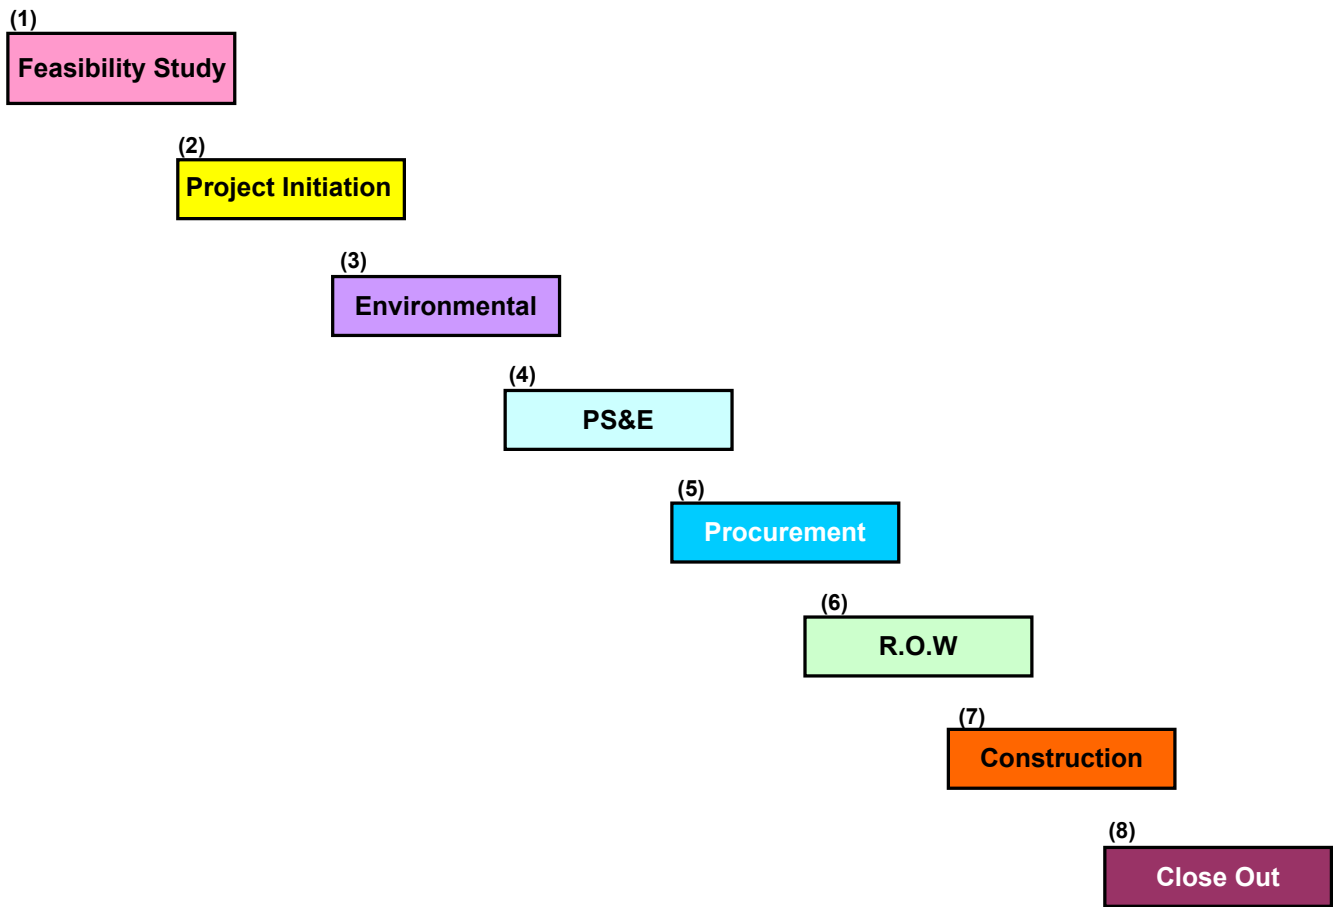 (1)
Feasibility Study
(2)
Project Initiation
(3)
Environmental
(4)
PS&E
(5)
Procurement
(6)
R.O.W
(7)
Construction
(8)
Close Out